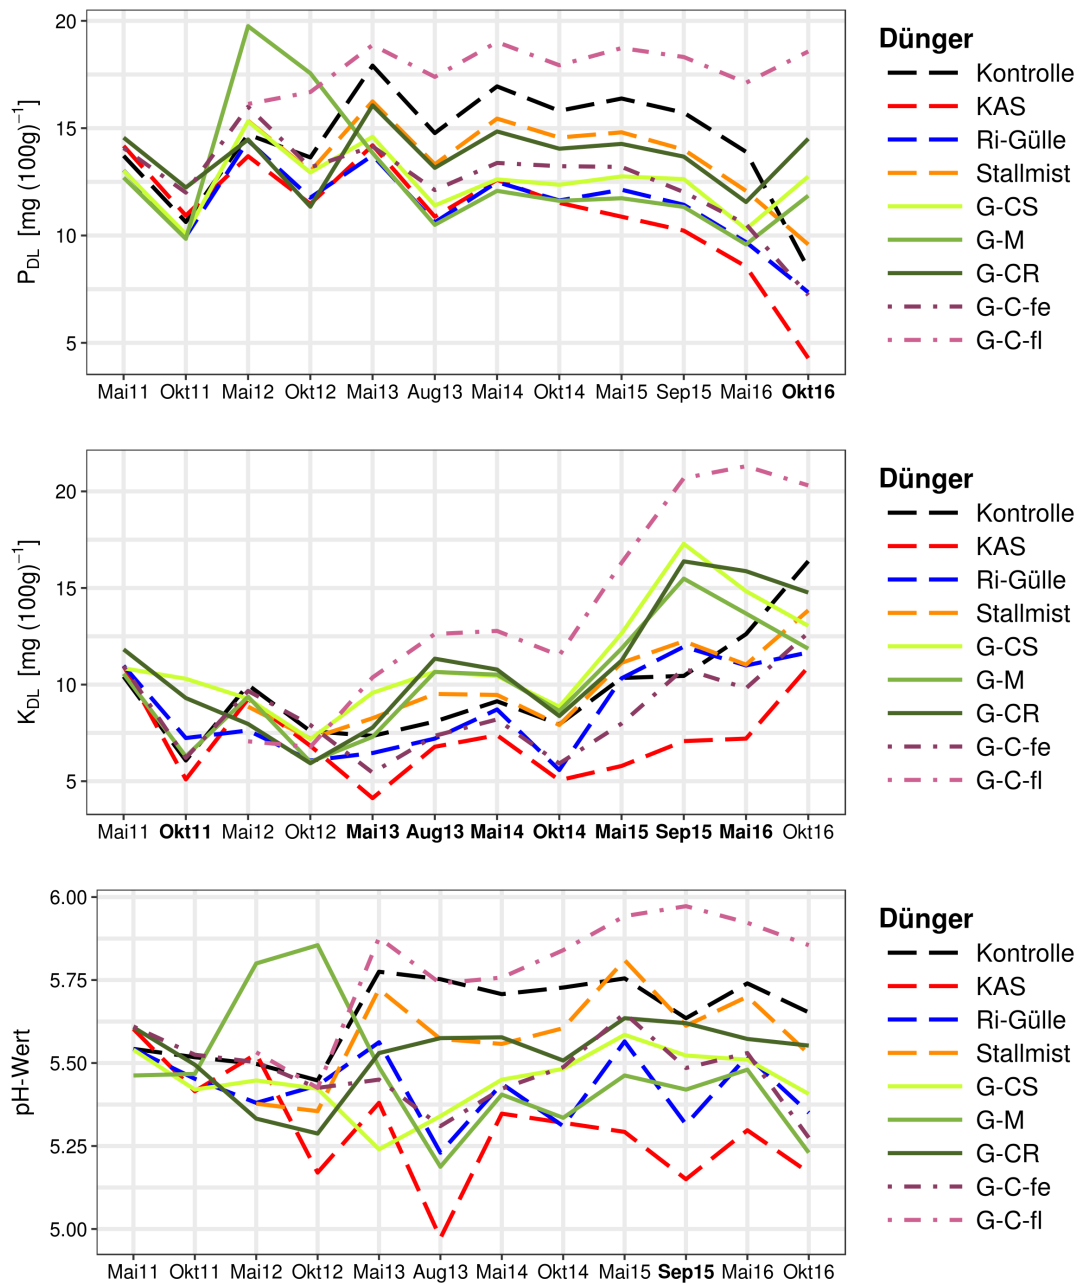 20
15
10
5
P_DL [mg (100g)⁻¹]
Mai11 Okt11 Mai12 Okt12 Mai13 Aug13 Mai14 Okt14 Mai15 Sep15 Mai16 Okt16
Dünger
Kontrolle
KAS
Ri-Gülle
Stallmist
G-CS
G-M
G-CR
G-C-fe
G-C-fl
20
15
10
5
K_DL [mg (100g)⁻¹]
Mai11 Okt11 Mai12 Okt12 Mai13 Aug13 Mai14 Okt14 Mai15 Sep15 Mai16 Okt16
Dünger
Kontrolle
KAS
Ri-Gülle
Stallmist
G-CS
G-M
G-CR
G-C-fe
G-C-fl
6.00
5.75
5.50
5.25
5.00
pH-Wert
Mai11 Okt11 Mai12 Okt12 Mai13 Aug13 Mai14 Okt14 Mai15 Sep15 Mai16 Okt16
Dünger
Kontrolle
KAS
Ri-Gülle
Stallmist
G-CS
G-M
G-CR
G-C-fe
G-C-fl